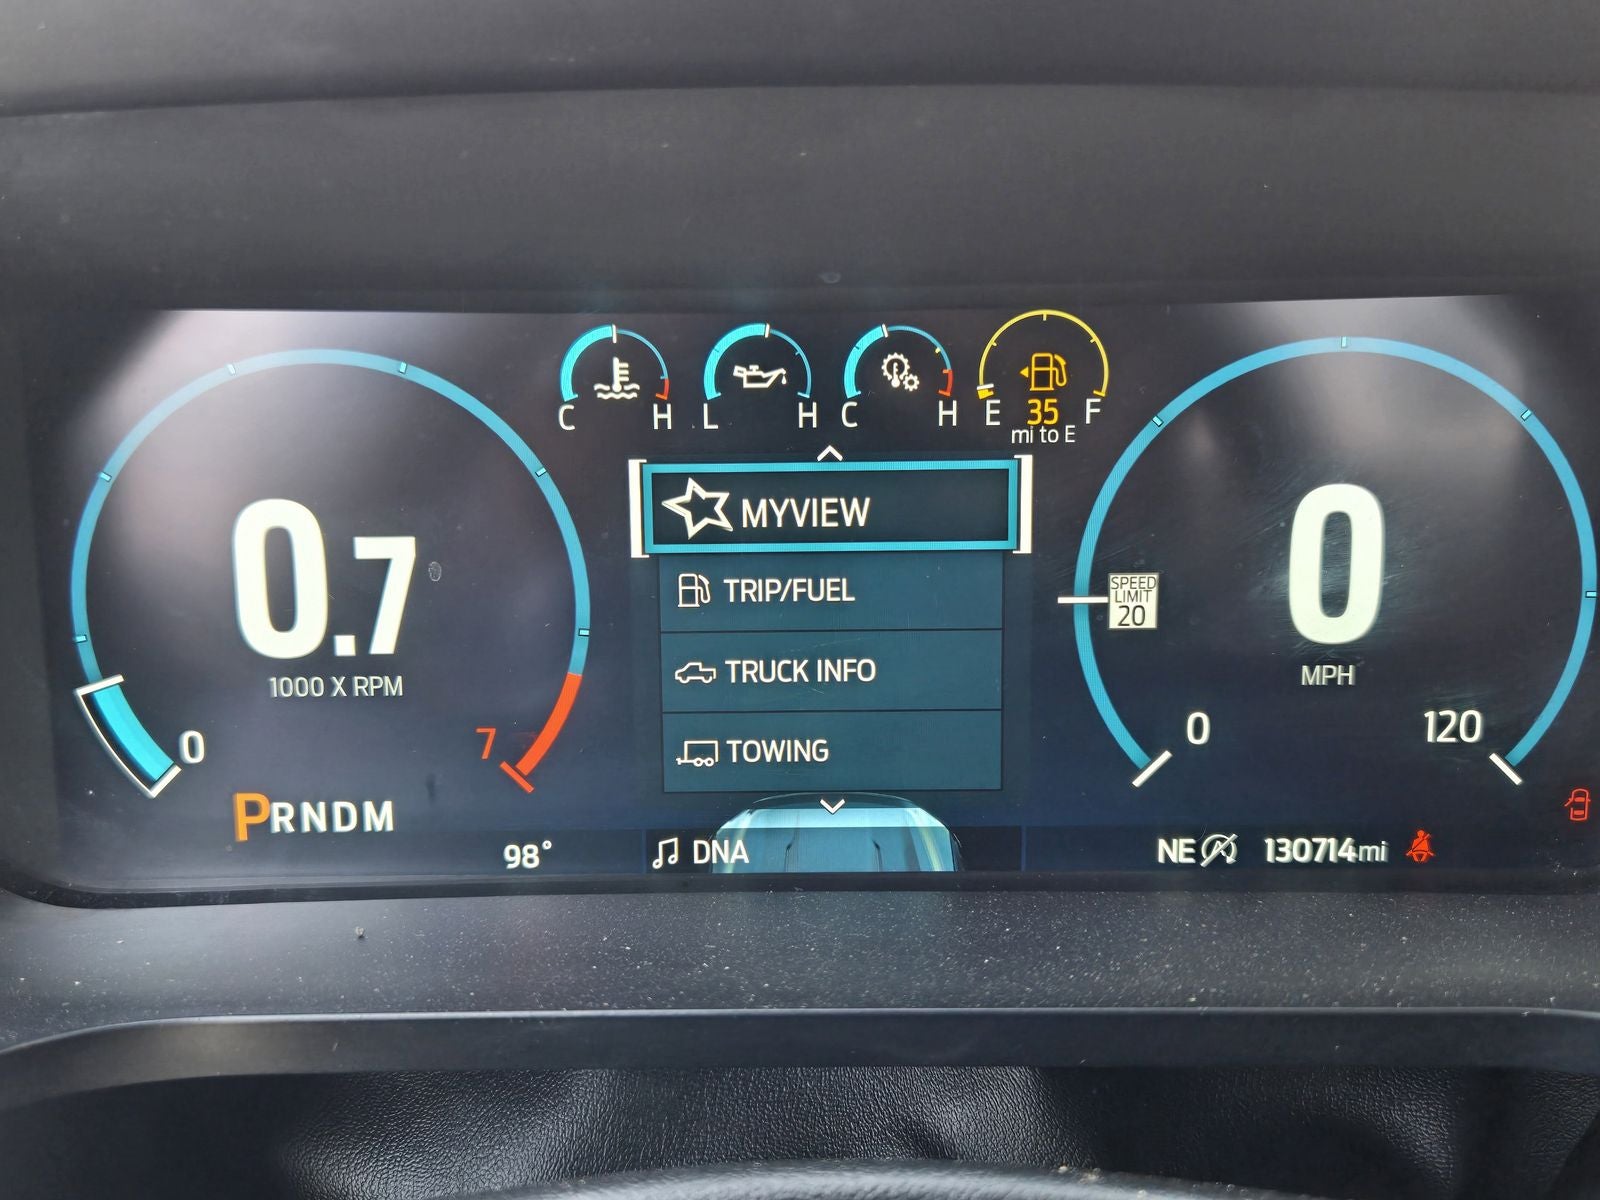 C H
L H
C H
E 35 F
mi to E
MYVIEW
TRIP/FUEL
TRUCK INFO
TOWING
0.7
1000 X RPM
0
7
PRNDM
98°
DNA
SPEED
LIMIT
20
0
MPH
0
120
NE A 130714mi